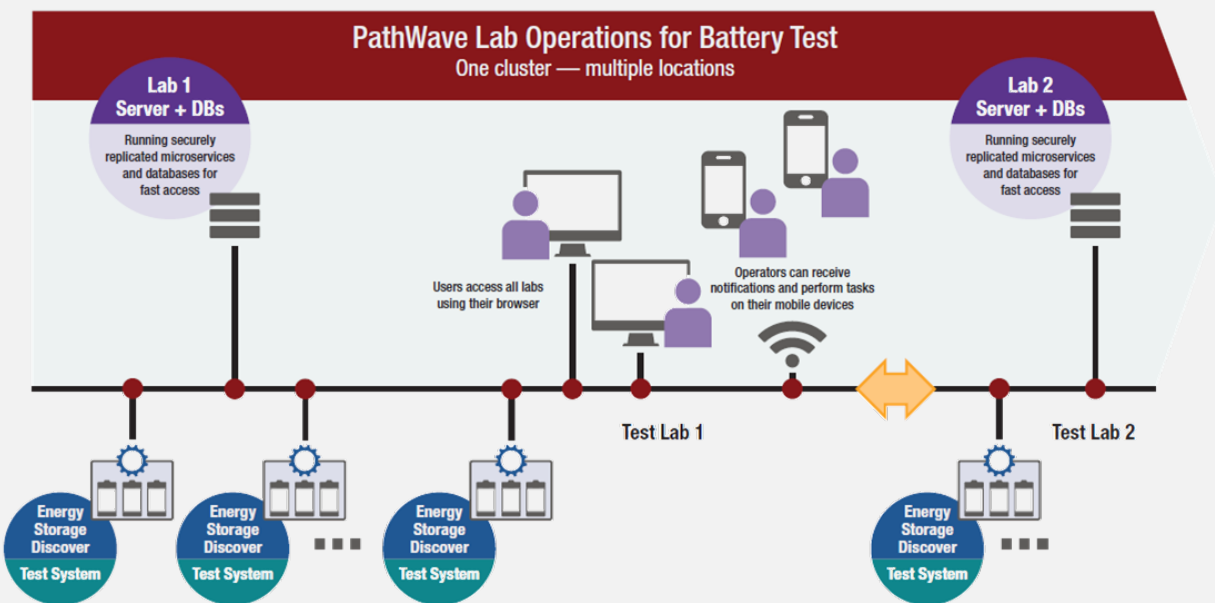 PathWave Lab Operations for Battery Test
One cluster — multiple locations
Lab 1
Server + DBs
Running securely
replicated microservices
and databases for
fast access
Lab 2
Server + DBs
Running securely
replicated microservices
and databases for
fast access
Users access all labs
using their browser
Operators can receive
notifications and perform tasks
on their mobile devices
Test Lab 1
Test Lab 2
Energy
Storage
Discover
Test System
Energy
Storage
Discover
Test System
Energy
Storage
Discover
Test System
Energy
Storage
Discover
Test System